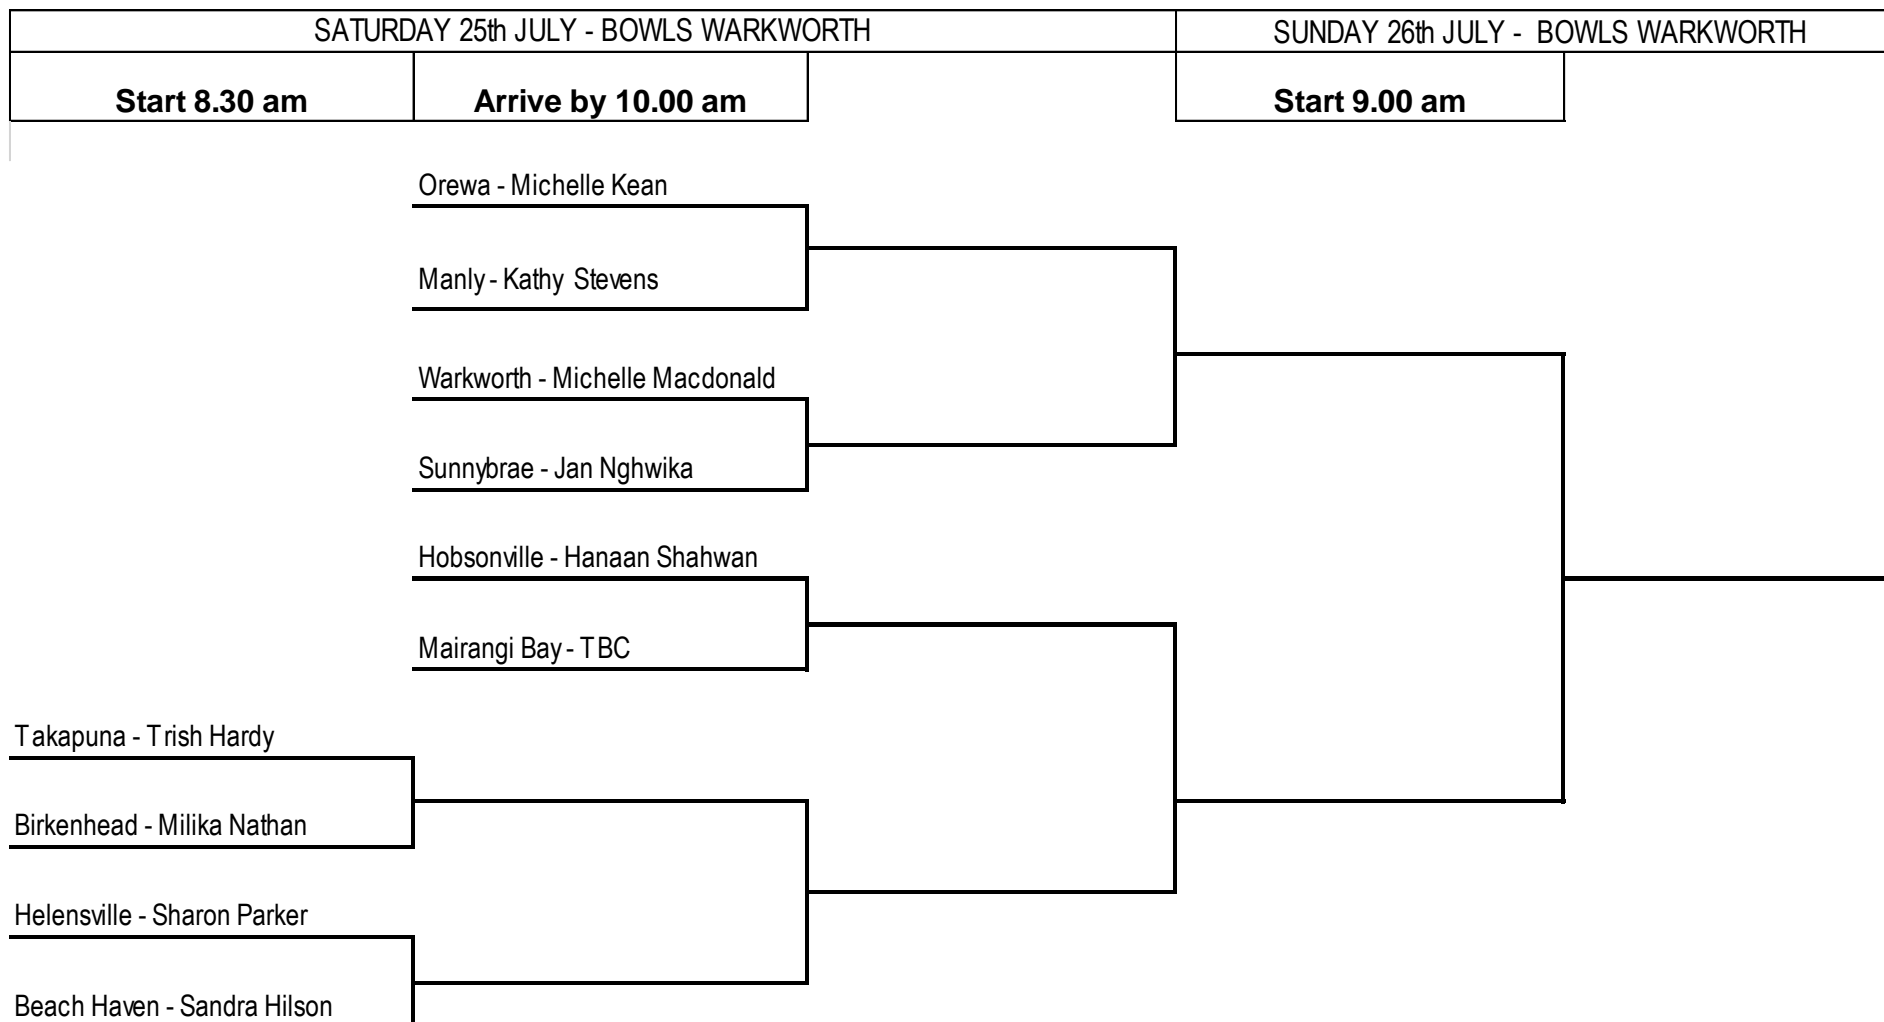 SATURDAY 25th JULY - BOWLS WARKWORTH
SUNDAY 26th JULY - BOWLS WARKWORTH
Start 8.30 am
Arrive by 10.00 am
Start 9.00 am
Orewa - Michelle Kean
Manly - Kathy Stevens
Warkworth - Michelle Macdonald
Sunnybrae - Jan Nghwika
Hobsonville - Hanaan Shahwan
Mairangi Bay - TBC
Takapuna - Trish Hardy
Birkenhead - Milika Nathan
Helensville - Sharon Parker
Beach Haven - Sandra Hilson